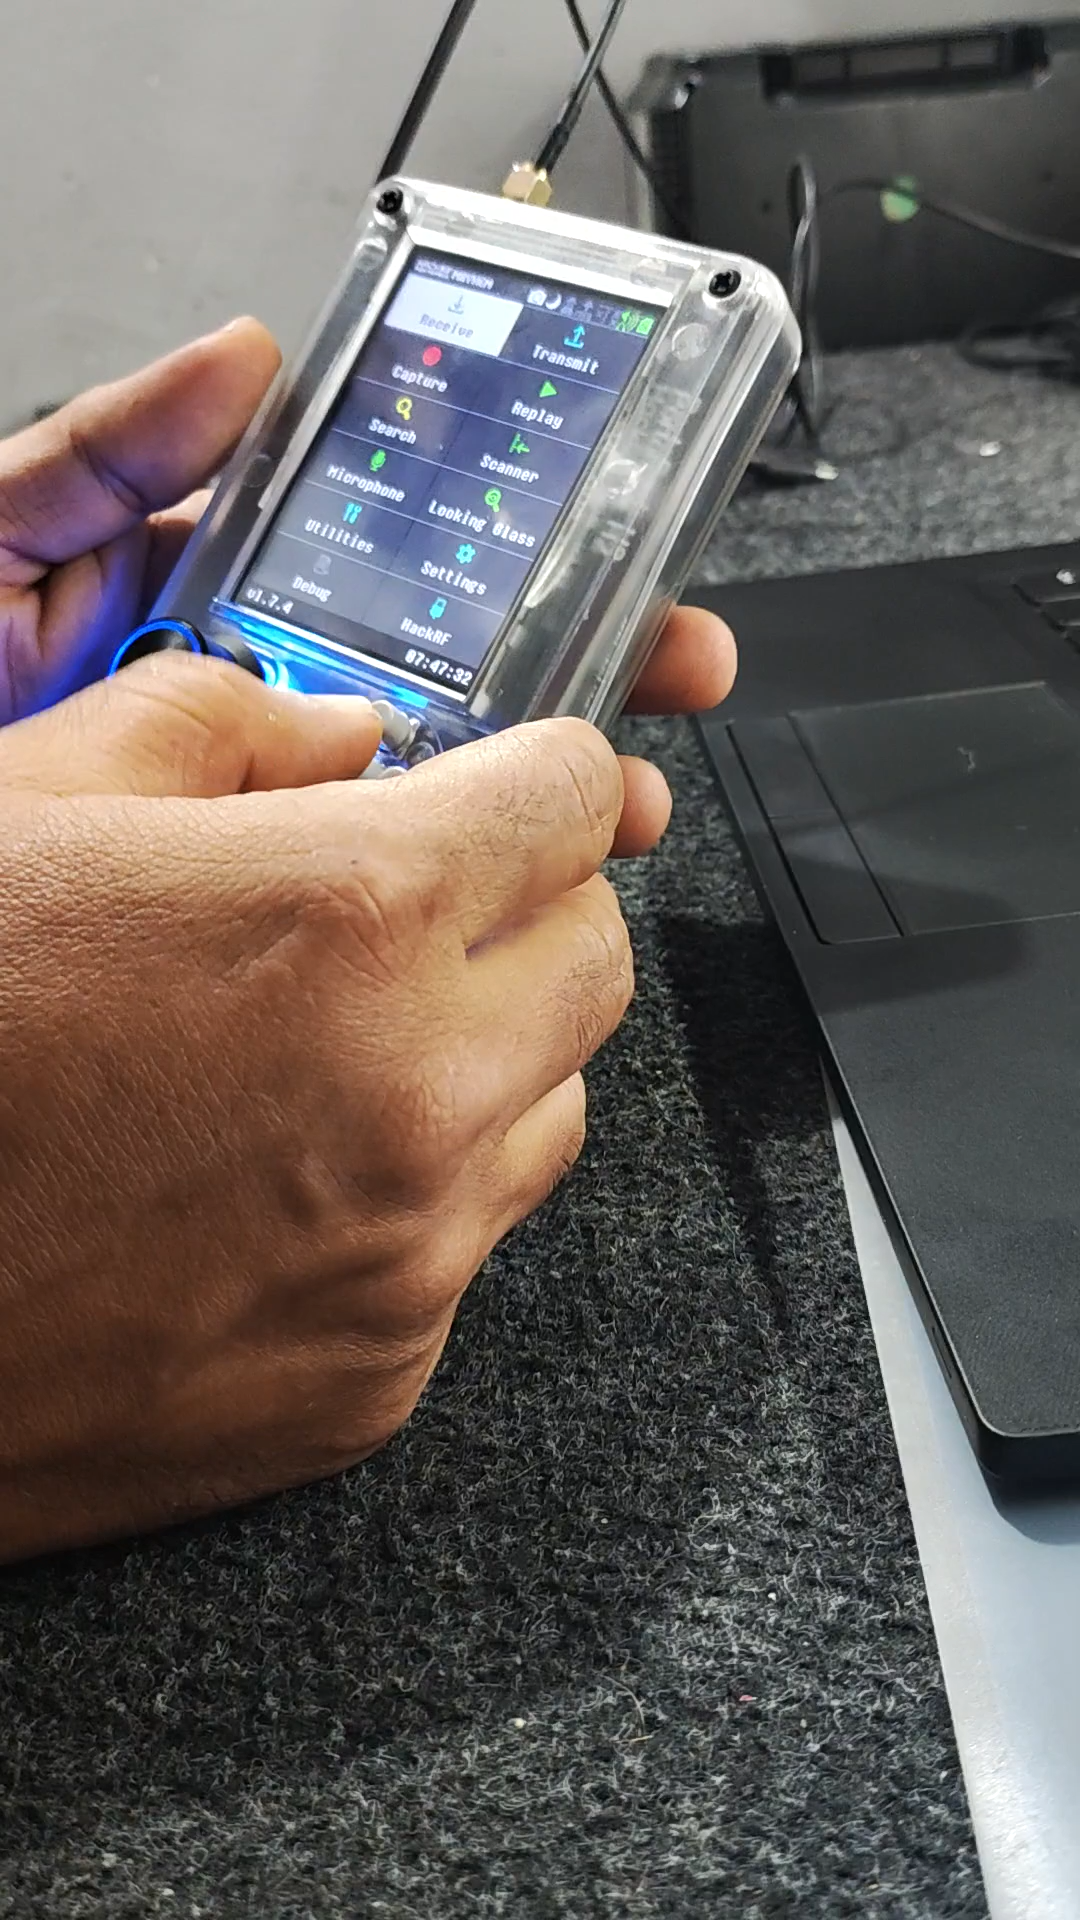 Receive
Transmit
Capture
Replay
Search
Scanner
Microphone
Looking Glass
Utilities
Settings
Debug
HackRF
v1.7.4
07:47:32